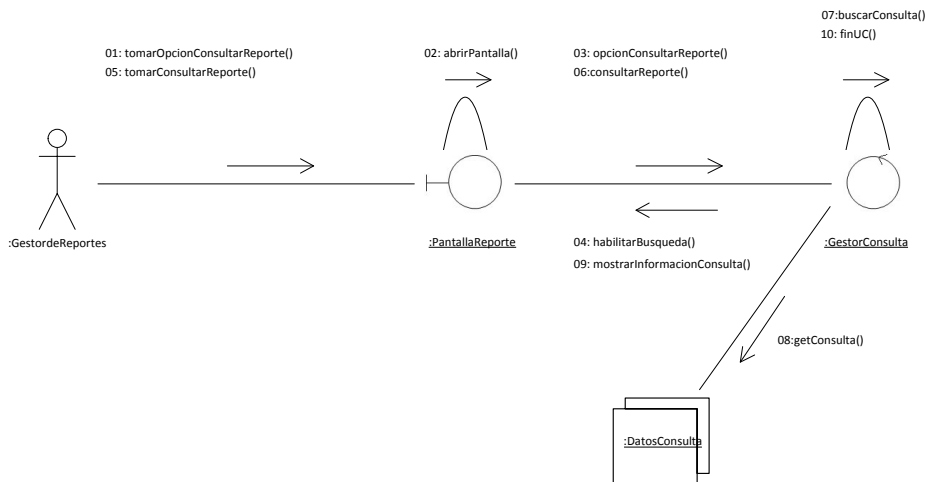 07:buscarConsulta()
10: finUC()
01: tomarOpcionConsultarReporte()
05: tomarConsultarReporte()
02: abrirPantalla()
03: opcionConsultarReporte()
06:consultarReporte()
:GestordeReportes
:PantallaReporte
04: habilitarBusqueda()
09: mostrarInformacionConsulta()
:GestorConsulta
08:getConsulta()
:DatosConsulta